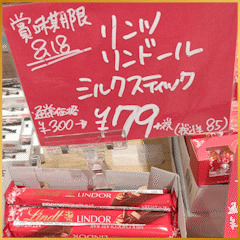 賞味期限
8.18
リンツ
リンドール
ミルクスティック
通常価格
¥300→¥79+税(税込85)
Lindt LINDOR
Lindt LINDOR